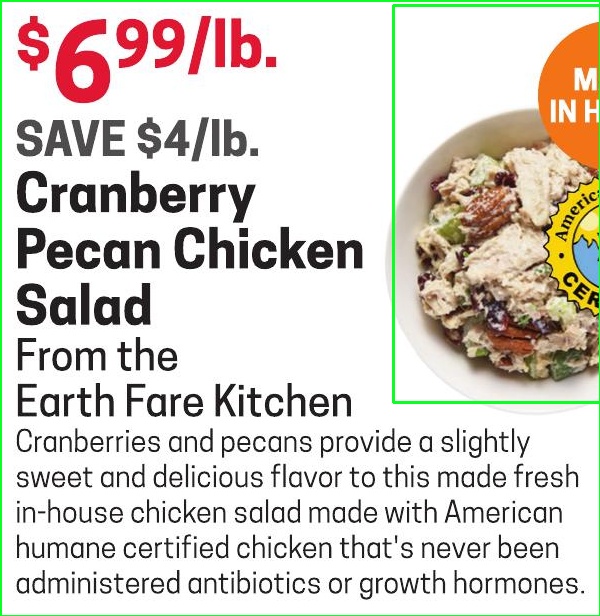 $6.99/lb.
SAVE $4/lb.
Cranberry
Pecan Chicken
Salad
From the
Earth Fare Kitchen
Cranberries and pecans provide a slightly
sweet and delicious flavor to this made fresh
in-house chicken salad made with American
humane certified chicken that's never been
administered antibiotics or growth hormones.
IN